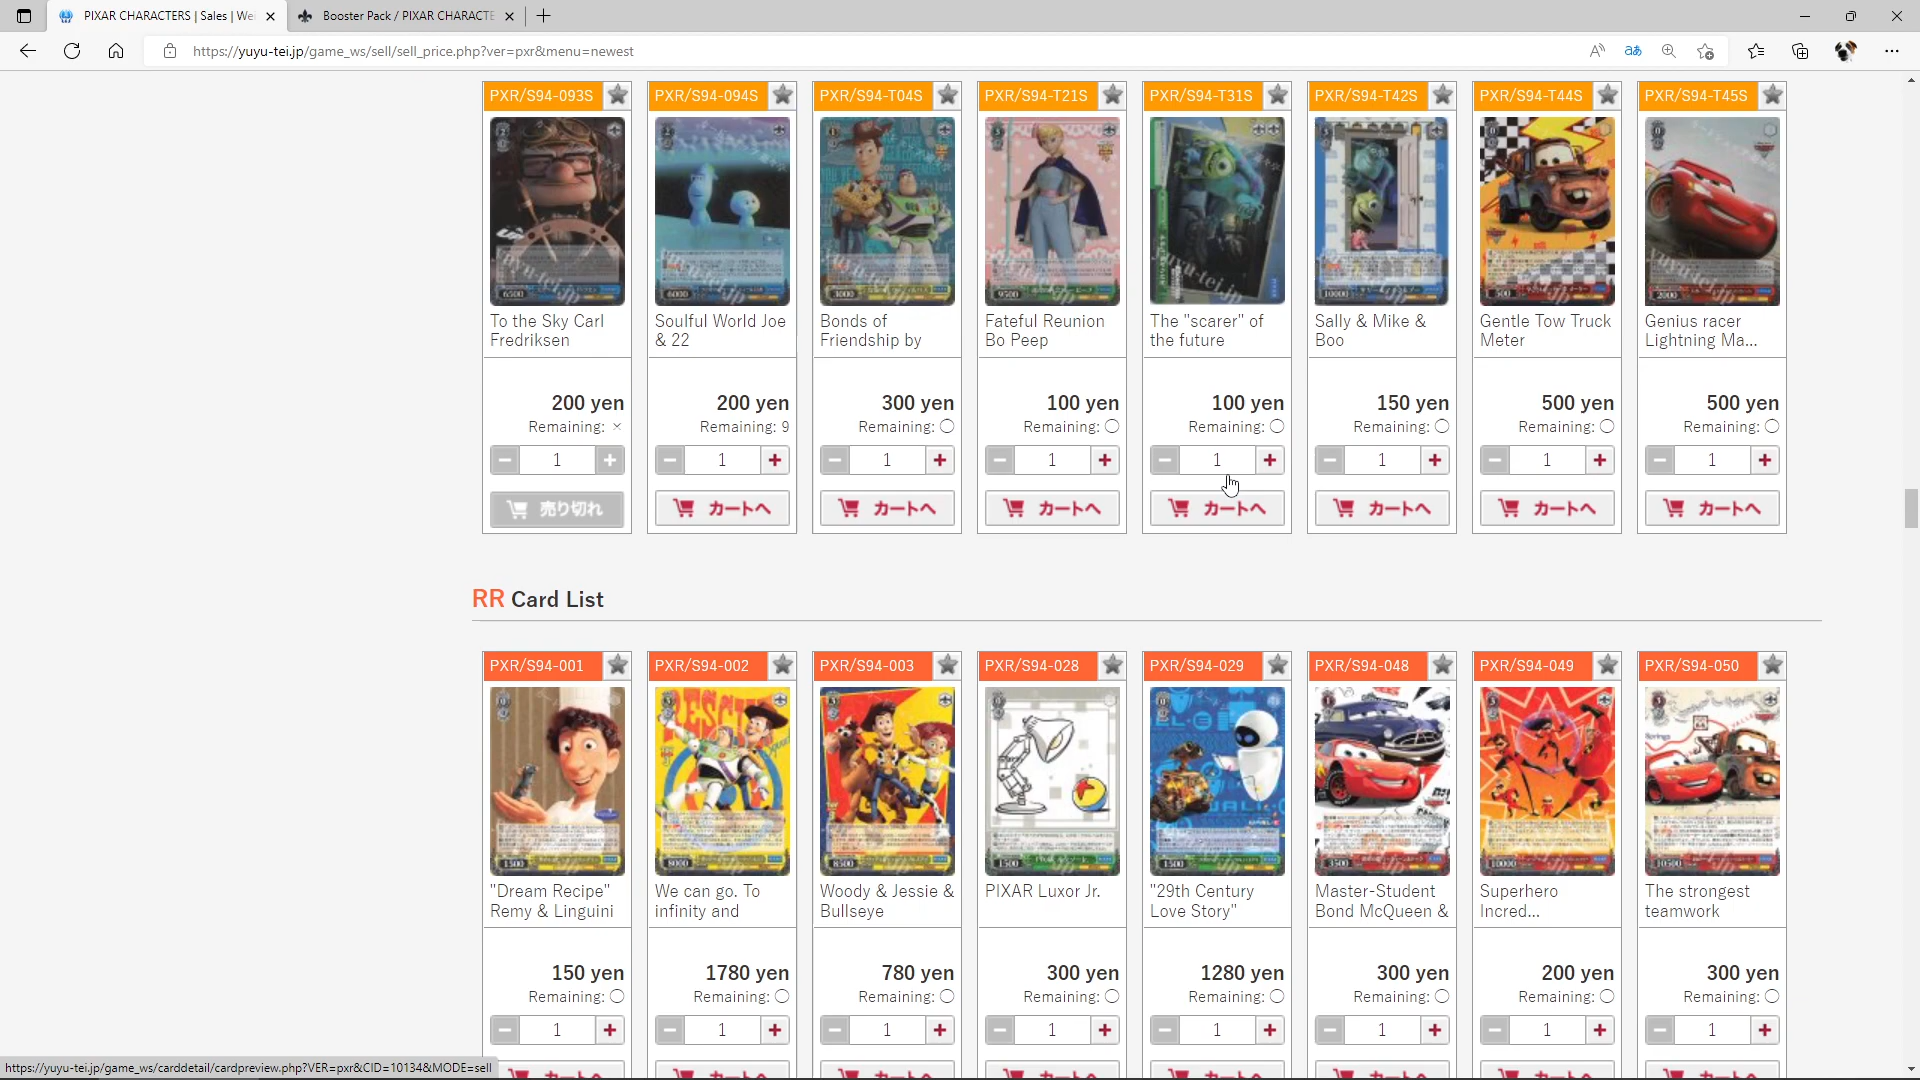 PIXAR CHARACTERS | Sales | We
Booster Pack / PIXAR CHARACTE
https://yuyu-tei.jp/game_ws/sell/sell_price.php?ver=pxr&menu=newest
PXR/S94-093S PXR/S94-094S PXR/S94-T04S PXR/S94-T21S PXR/S94-T31S PXR/S94-T42S PXR/S94-T44S PXR/S94-T45S
To the Sky Carl Fredriksen
Soulful World Joe & 22
Bonds of Friendship by
Fateful Reunion Bo Peep
The "scarer" of the future
Sally & Mike & Boo
Gentle Tow Truck Meter
Genius racer Lightning Ma...
200 yen 200 yen 300 yen 100 yen 100 yen 150 yen 500 yen 500 yen
Remaining: × Remaining: 9 Remaining: ○ Remaining: ○ Remaining: ○ Remaining: ○ Remaining: ○ Remaining: ○
1 1 1 1 1 1 1 1
売り切れ カートへ カートへ カートへ カートへ カートへ カートへ カートへ
RR Card List
PXR/S94-001 PXR/S94-002 PXR/S94-003 PXR/S94-028 PXR/S94-029 PXR/S94-048 PXR/S94-049 PXR/S94-050
"Dream Recipe" Remy & Linguini
We can go. To infinity and
Woody & Jessie & Bullseye
PIXAR Luxor Jr.
"29th Century Love Story"
Master-Student Bond McQueen &
Superhero Incred...
The strongest teamwork
150 yen 1780 yen 780 yen 300 yen 1280 yen 300 yen 200 yen 300 yen
Remaining: ○ Remaining: ○ Remaining: ○ Remaining: ○ Remaining: ○ Remaining: ○ Remaining: ○ Remaining: ○
1 1 1 1 1 1 1 1
https://yuyu-tei.jp/game_ws/carddetail/cardpreview.php?VER=pxr&CID=10134&MODE=sell